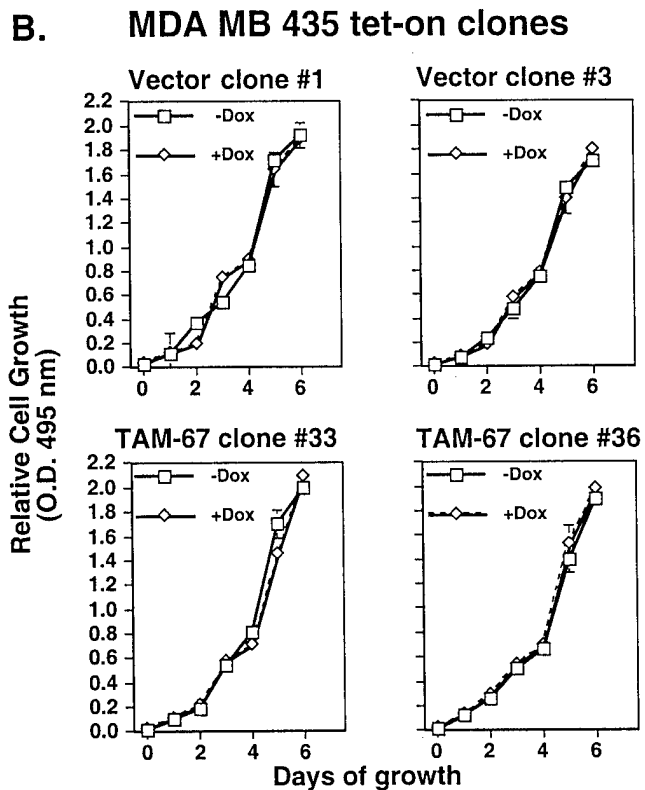 B. MDA MB 435 tet-on clones
Vector clone #1
2.2
2.0
1.8
1.6
1.4
1.2
1.0
0.8
0.6
0.4
0.2
0.0
-Dox
+Dox
0 2 4 6
Vector clone #3
-Dox
+Dox
0 2 4 6
Relative Cell Growth
(O.D. 495 nm)
TAM-67 clone #33
2.2
2.0
1.8
1.6
1.4
1.2
1.0
0.8
0.6
0.4
0.2
0.0
-Dox
+Dox
0 2 4 6
TAM-67 clone #36
-Dox
+Dox
0 2 4 6
Days of growth